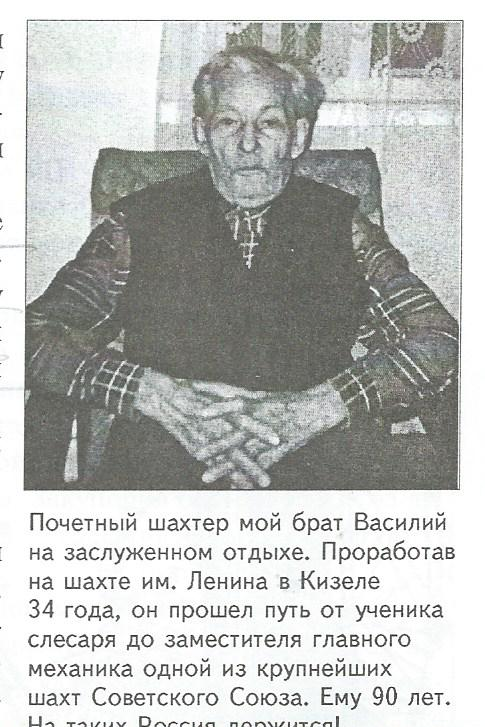 Почетный шахтер мой брат Василий
на заслуженном отдыхе. Проработав
на шахте им. Ленина в Кизеле
34 года, он прошел путь от ученика
слесаря до заместителя главного
механика одной из крупнейших
шахт Советского Союза. Ему 90 лет.
На таких Россия держится!